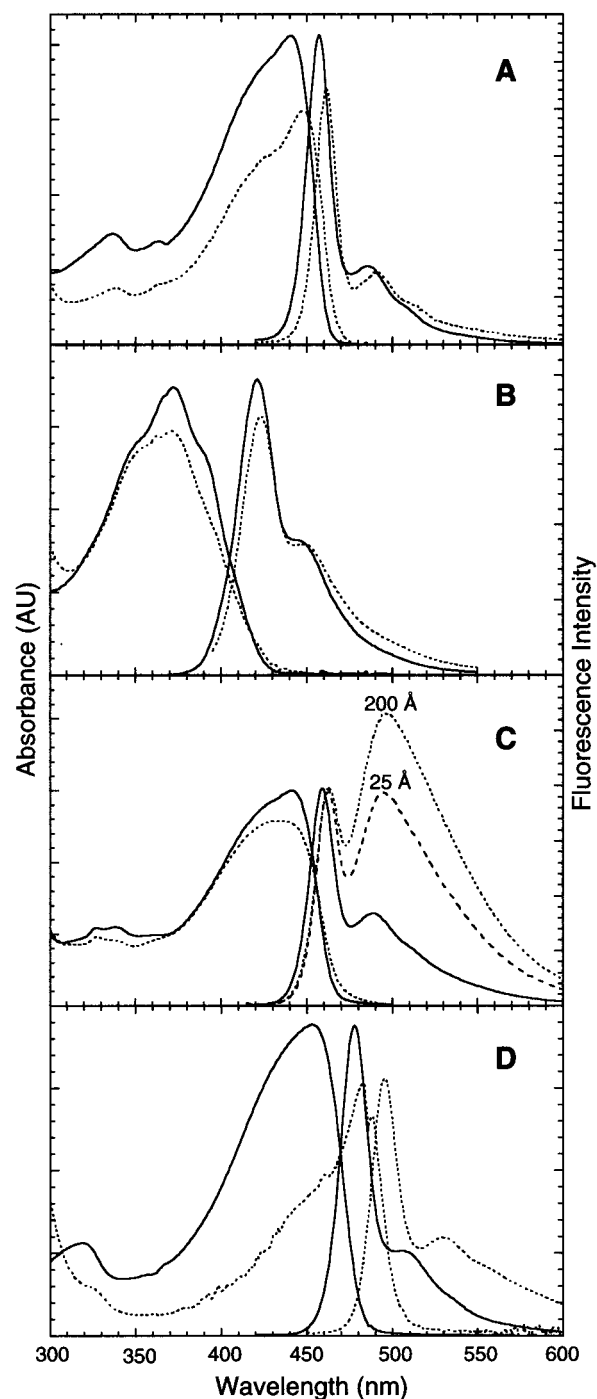 A
B
C
200 Å
25 Å
D
Absorbance (AU)
Fluorescence Intensity
300 350 400 450 500 550 600
Wavelength (nm)